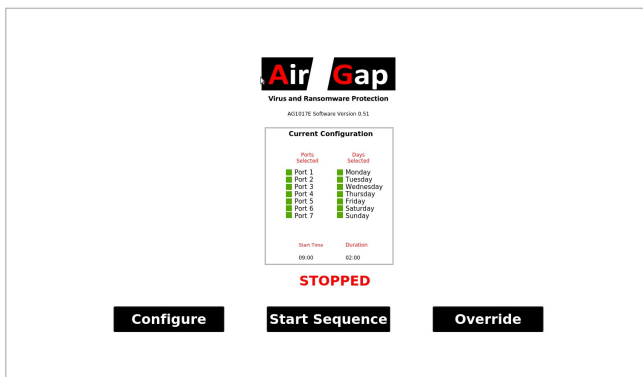 Air Gap
Virus and Ransomware Protection
AG1017E Software Version 0.51
Current Configuration
Ports Selected
Days Selected
Port 1 Monday
Port 2 Tuesday
Port 3 Wednesday
Port 4 Thursday
Port 5 Friday
Port 6 Saturday
Port 7 Sunday
Start Time Duration
09:00 02:00
STOPPED
Configure Start Sequence Override